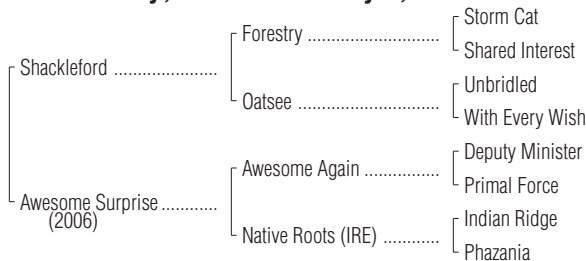 Storm Cat
Forestry
Shared Interest
Shackleford
Unbridled
Oatsee
With Every Wish
Deputy Minister
Awesome Again
Primal Force
Awesome Surprise
(2006)
Indian Ridge
Native Roots (IRE)
Phazania